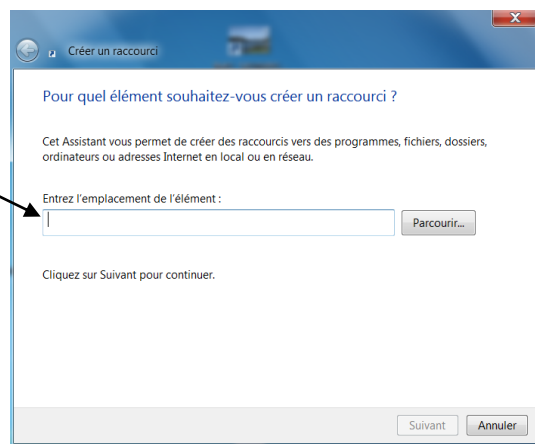 Créer un raccourci
Pour quel élément souhaitez-vous créer un raccourci ?
Cet Assistant vous permet de créer des raccourcis vers des programmes, fichiers, dossiers,
ordinateurs ou adresses Internet en local ou en réseau.
Entrez l'emplacement de l'élément :
Parcourir...
Cliquez sur Suivant pour continuer.
Suivant
Annuler